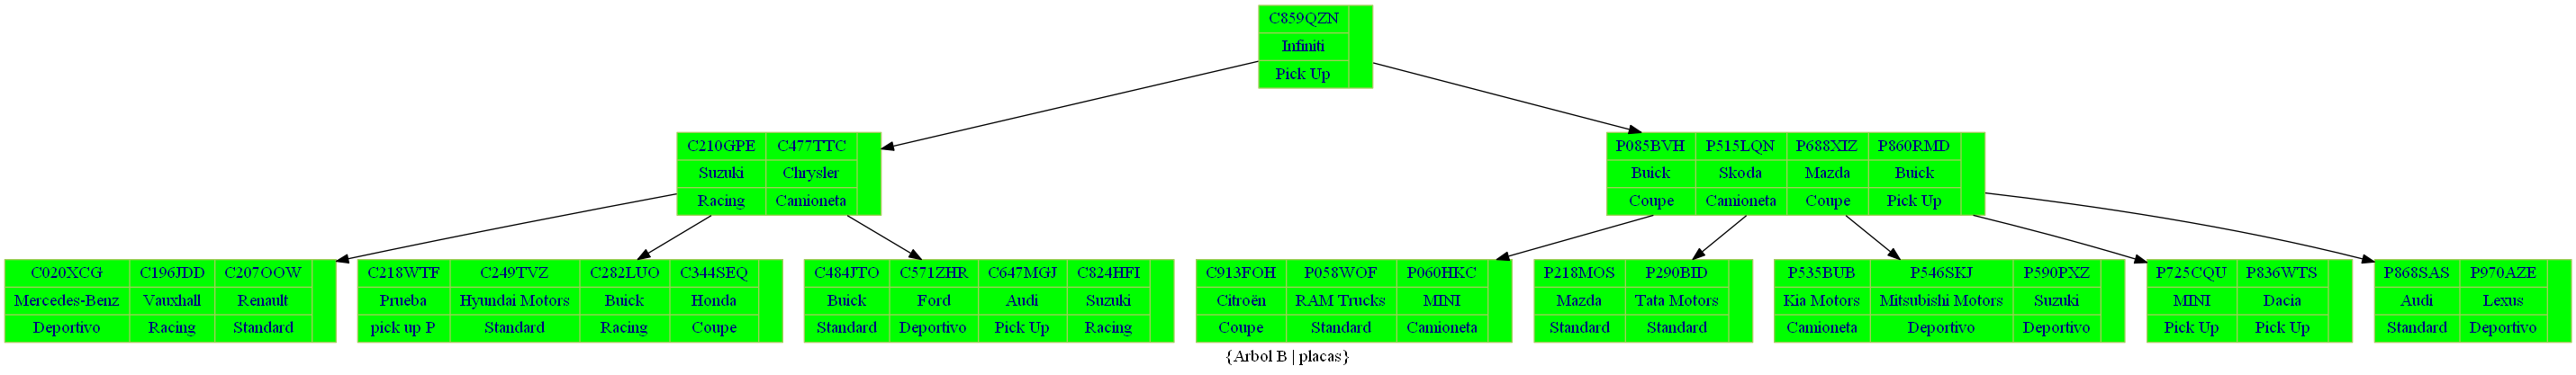 C859QZN
Infiniti
Pick Up
C210GPE C477TTC
Suzuki Chrysler
Racing Camioneta
P085BVH P515LQN P688XIZ P860RMD
Buick Skoda Mazda Buick
Coupe Camioneta Coupe Pick Up
C020XCG C196JDD C207OOW
Mercedes-Benz Vauxhall Renault
Deportivo Racing Standard
C218WTF C249TVZ C282LUO C344SEQ
Prueba Hyundai Motors Buick Honda
pick up P Standard Racing Coupe
C484JTO C571ZHR C647MGJ C824HFI
Buick Ford Audi Suzuki
Standard Deportivo Pick Up Racing
C913FOH P058WOF P060HKC
Citroën RAM Trucks MINI
Coupe Standard Camioneta
P218MOS P290BID
Mazda Tata Motors
Standard Standard
P535BUB P546SKJ P590PXZ
Kia Motors Mitsubishi Motors Suzuki
Camioneta Deportivo Deportivo
P725CQU P836WTS
MINI Dacia
Pick Up Pick Up
P868SAS P970AZE
Audi Lexus
Standard Deportivo
{Arbol B | placas}